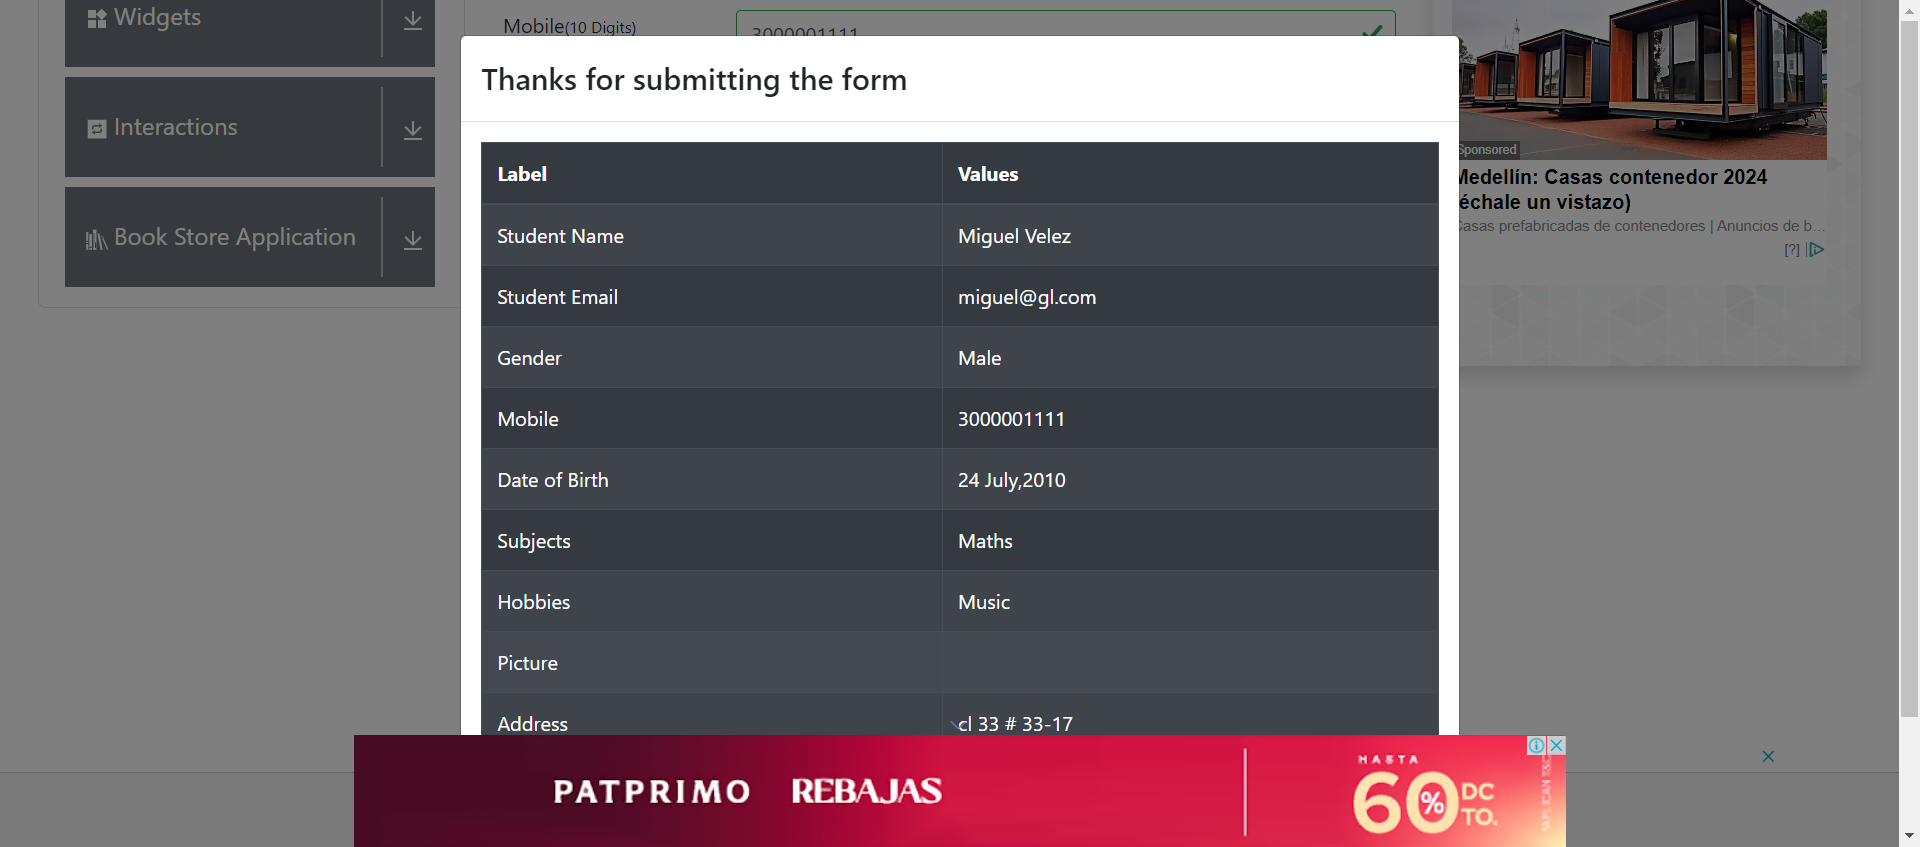 Widgets
Interactions
Book Store Application
Mobile(10 Digits)
3000001111
Thanks for submitting the form
Label Values
Student Name Miguel Velez
Student Email miguel@gl.com
Gender Male
Mobile 3000001111
Date of Birth 24 July,2010
Subjects Maths
Hobbies Music
Picture
Address cl 33 # 33-17
Sponsored
Medellín: Casas contenedor 2024
(échale un vistazo)
Casas prefabricadas de contenedores | Anuncios de b...
[?]
PATPRIMO REBAJAS
HASTA
60% DC
TO.